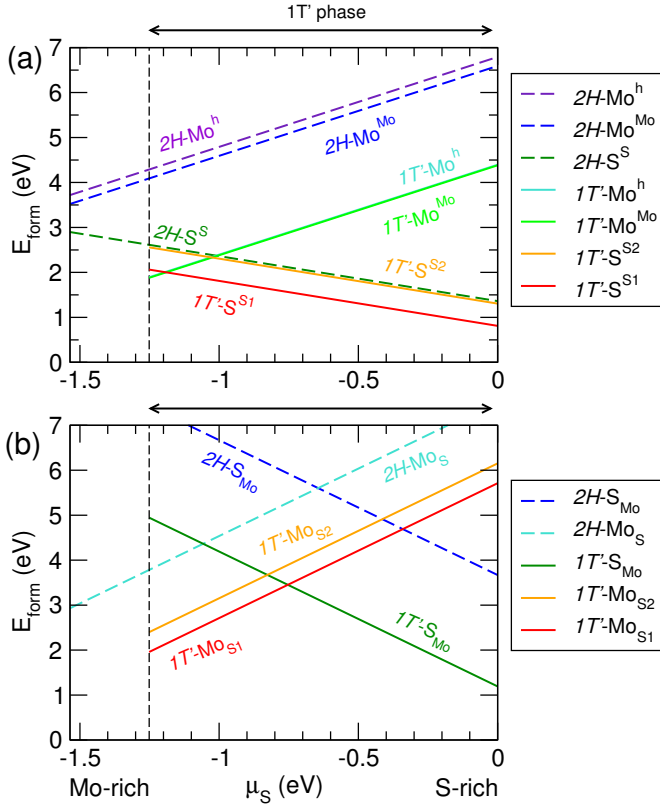 1T' phase
(a)
7
6
5
4
3
2
1
0
E_form (eV)
2H-Mo^h
2H-Mo^Mo
1T'-Mo^h
1T'-Mo^Mo
2H-S^S
1T'-S^S2
1T'-S^S1
-1.5
-1
-0.5
0
2H-Mo^h
2H-Mo^Mo
2H-S^S
1T'-Mo^h
1T'-Mo^Mo
1T'-S^S2
1T'-S^S1
(b)
7
6
5
4
3
2
1
0
E_form (eV)
2H-S_Mo
2H-Mo_S
1T'-Mo_S2
1T'-Mo_S1
1T'-S_Mo
-1.5
-1
-0.5
0
Mo-rich
μ_S (eV)
S-rich
2H-S_Mo
2H-Mo_S
1T'-S_Mo
1T'-Mo_S2
1T'-Mo_S1